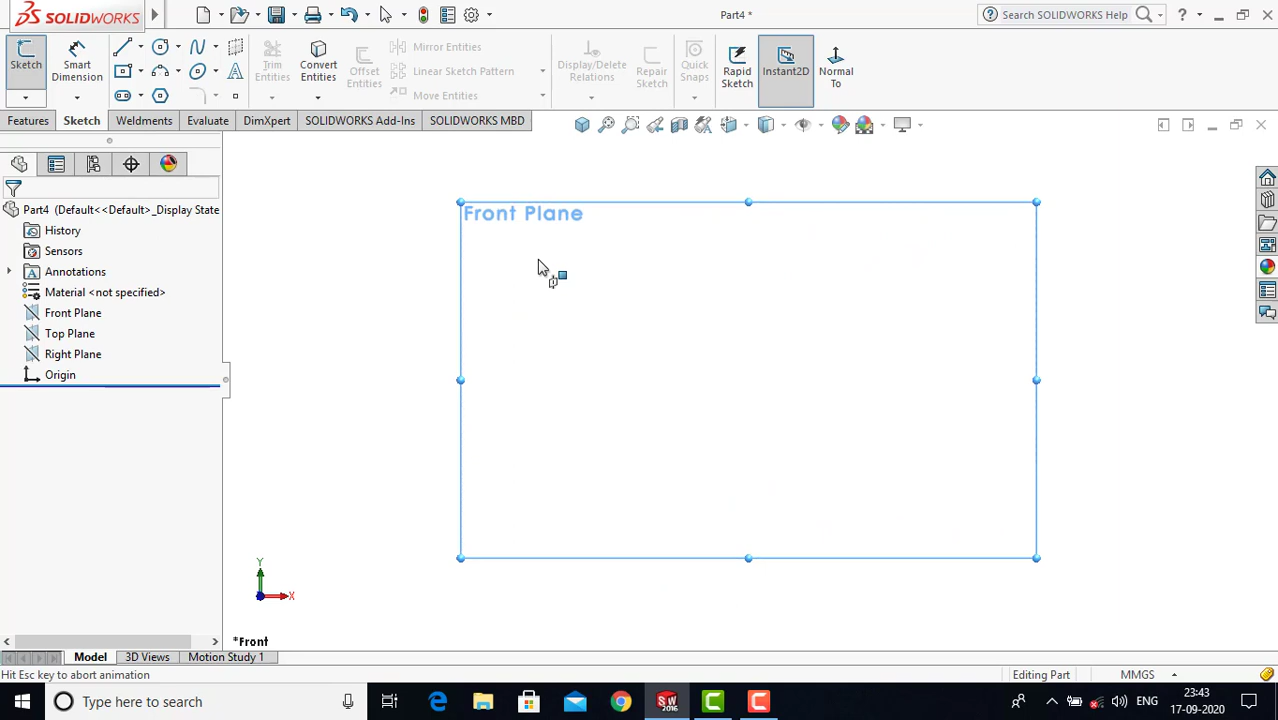 SOLIDWORKS
Part4 *
Search SOLIDWORKS Help
Sketch
Smart Dimension
Trim Entities
Convert Entities
Offset Entities
Mirror Entities
Linear Sketch Pattern
Move Entities
Display/Delete Relations
Repair Sketch
Quick Snaps
Rapid Sketch
Instant2D
Normal To
Features
Sketch
Weldments
Evaluate
DimXpert
SOLIDWORKS Add-Ins
SOLIDWORKS MBD
Part4 (Default<<Default>_Display State
History
Sensors
Annotations
Material <not specified>
Front Plane
Top Plane
Right Plane
Origin
Front Plane
Y
X
*Front
Model
3D Views
Motion Study 1
Hit Esc key to abort animation
Editing Part
MMGS
Type here to search
SW
2016
C
C
ENG
23:43
17-09-2020